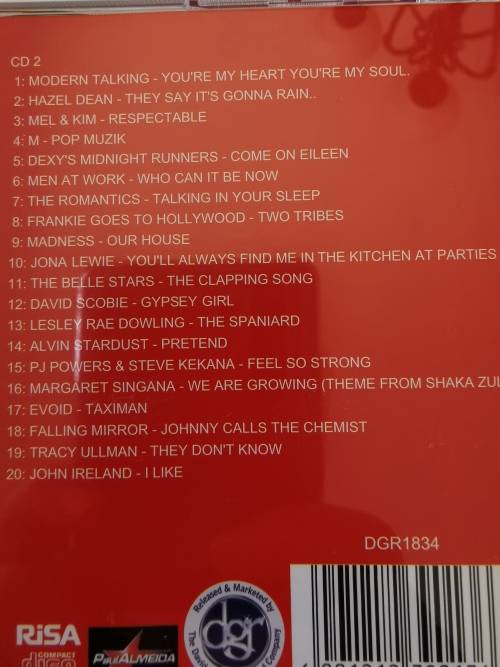 CD 2
1: MODERN TALKING - YOU'RE MY HEART YOU'RE MY SOUL.
2: HAZEL DEAN - THEY SAY IT'S GONNA RAIN..
3: MEL & KIM - RESPECTABLE
4: M - POP MUZIK
5: DEXY'S MIDNIGHT RUNNERS - COME ON EILEEN
6: MEN AT WORK - WHO CAN IT BE NOW
7: THE ROMANTICS - TALKING IN YOUR SLEEP
8: FRANKIE GOES TO HOLLYWOOD - TWO TRIBES
9: MADNESS - OUR HOUSE
10: JONA LEWIE - YOU'LL ALWAYS FIND ME IN THE KITCHEN AT PARTIES
11: THE BELLE STARS - THE CLAPPING SONG
12: DAVID SCOBIE - GYPSEY GIRL
13: LESLEY RAE DOWLING - THE SPANIARD
14: ALVIN STARDUST - PRETEND
15: PJ POWERS & STEVE KEKANA - FEEL SO STRONG
16: MARGARET SINGANA - WE ARE GROWING (THEME FROM SHAKA ZUL
17: EVOID - TAXIMAN
18: FALLING MIRROR - JOHNNY CALLS THE CHEMIST
19: TRACY ULLMAN - THEY DON'T KNOW
20: JOHN IRELAND - I LIKE
DGR1834
RiSA
COMPACT
disc
PAULALMEIDA
Released & Marketed by
dgr
The David
Company